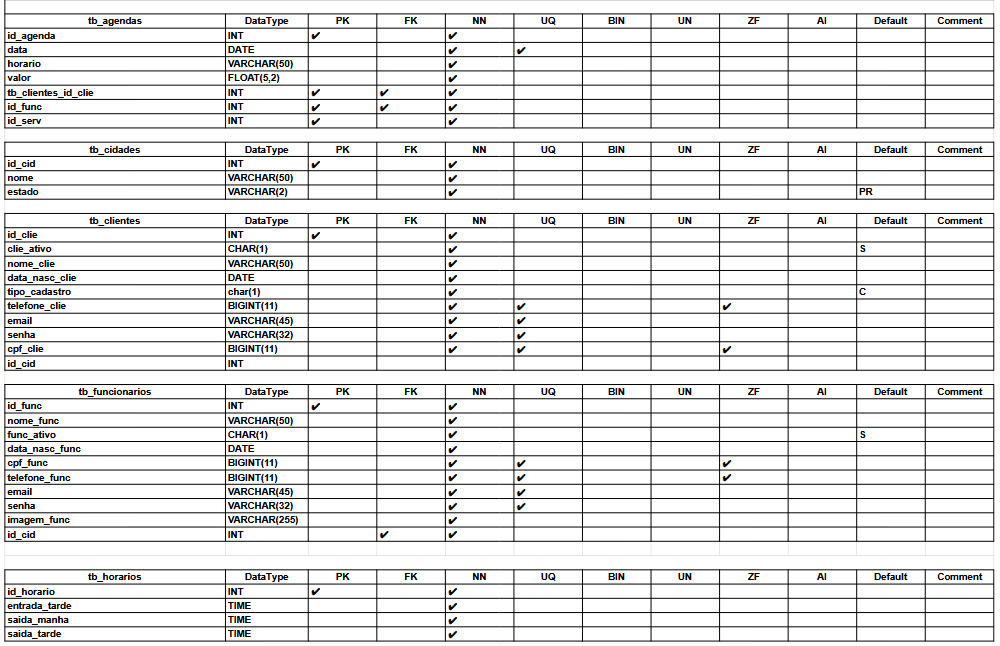 tb_agendas DataType PK FK NN UQ BIN UN ZF AI Default Comment
id_agenda INT ✔ ✔
data DATE ✔ ✔
horario VARCHAR(50) ✔
valor FLOAT(5,2) ✔
tb_clientes_id_clie INT ✔ ✔ ✔
id_func INT ✔ ✔ ✔
id_serv INT ✔ ✔
tb_cidades DataType PK FK NN UQ BIN UN ZF AI Default Comment
id_cid INT ✔ ✔
nome VARCHAR(50) ✔
estado VARCHAR(2) ✔ PR
tb_clientes DataType PK FK NN UQ BIN UN ZF AI Default Comment
id_clie INT ✔ ✔
clie_ativo CHAR(1) ✔ S
nome_clie VARCHAR(50) ✔
data_nasc_clie DATE ✔
tipo_cadastro char(1) ✔ C
telefone_clie BIGINT(11) ✔ ✔ ✔
email VARCHAR(45) ✔ ✔
senha VARCHAR(32) ✔ ✔
cpf_clie BIGINT(11) ✔ ✔ ✔
id_cid INT
tb_funcionarios DataType PK FK NN UQ BIN UN ZF AI Default Comment
id_func INT ✔ ✔
nome_func VARCHAR(50) ✔
func_ativo CHAR(1) ✔ S
data_nasc_func DATE ✔
cpf_func BIGINT(11) ✔ ✔ ✔
telefone_func BIGINT(11) ✔ ✔ ✔
email VARCHAR(45) ✔ ✔
senha VARCHAR(32) ✔ ✔
imagem_func VARCHAR(255) ✔
id_cid INT ✔ ✔
tb_horarios DataType PK FK NN UQ BIN UN ZF AI Default Comment
id_horario INT ✔ ✔
entrada_tarde TIME ✔
saida_manha TIME ✔
saida_tarde TIME ✔